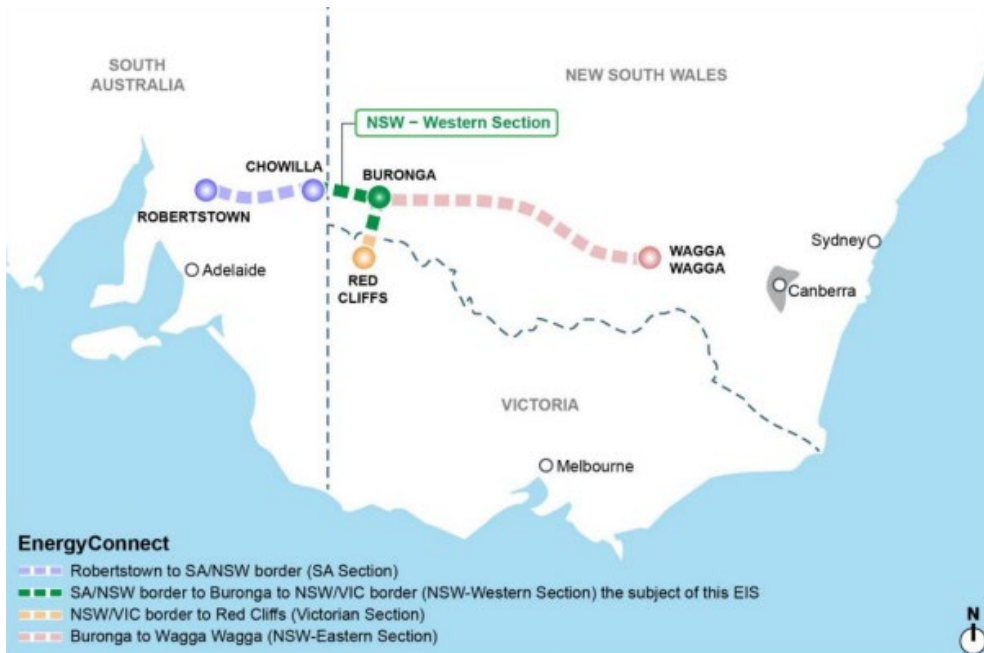 SOUTH
AUSTRALIA
NEW SOUTH WALES
NSW – Western Section
CHOWILLA
BURONGA
ROBERTSTOWN
Adelaide
RED
CLIFFS
WAGGA
WAGGA
Sydney
Canberra
VICTORIA
Melbourne
EnergyConnect
Robertstown to SA/NSW border (SA Section)
SA/NSW border to Buronga to NSW/VIC border (NSW-Western Section) the subject of this EIS
NSW/VIC border to Red Cliffs (Victorian Section)
Buronga to Wagga Wagga (NSW-Eastern Section)
N